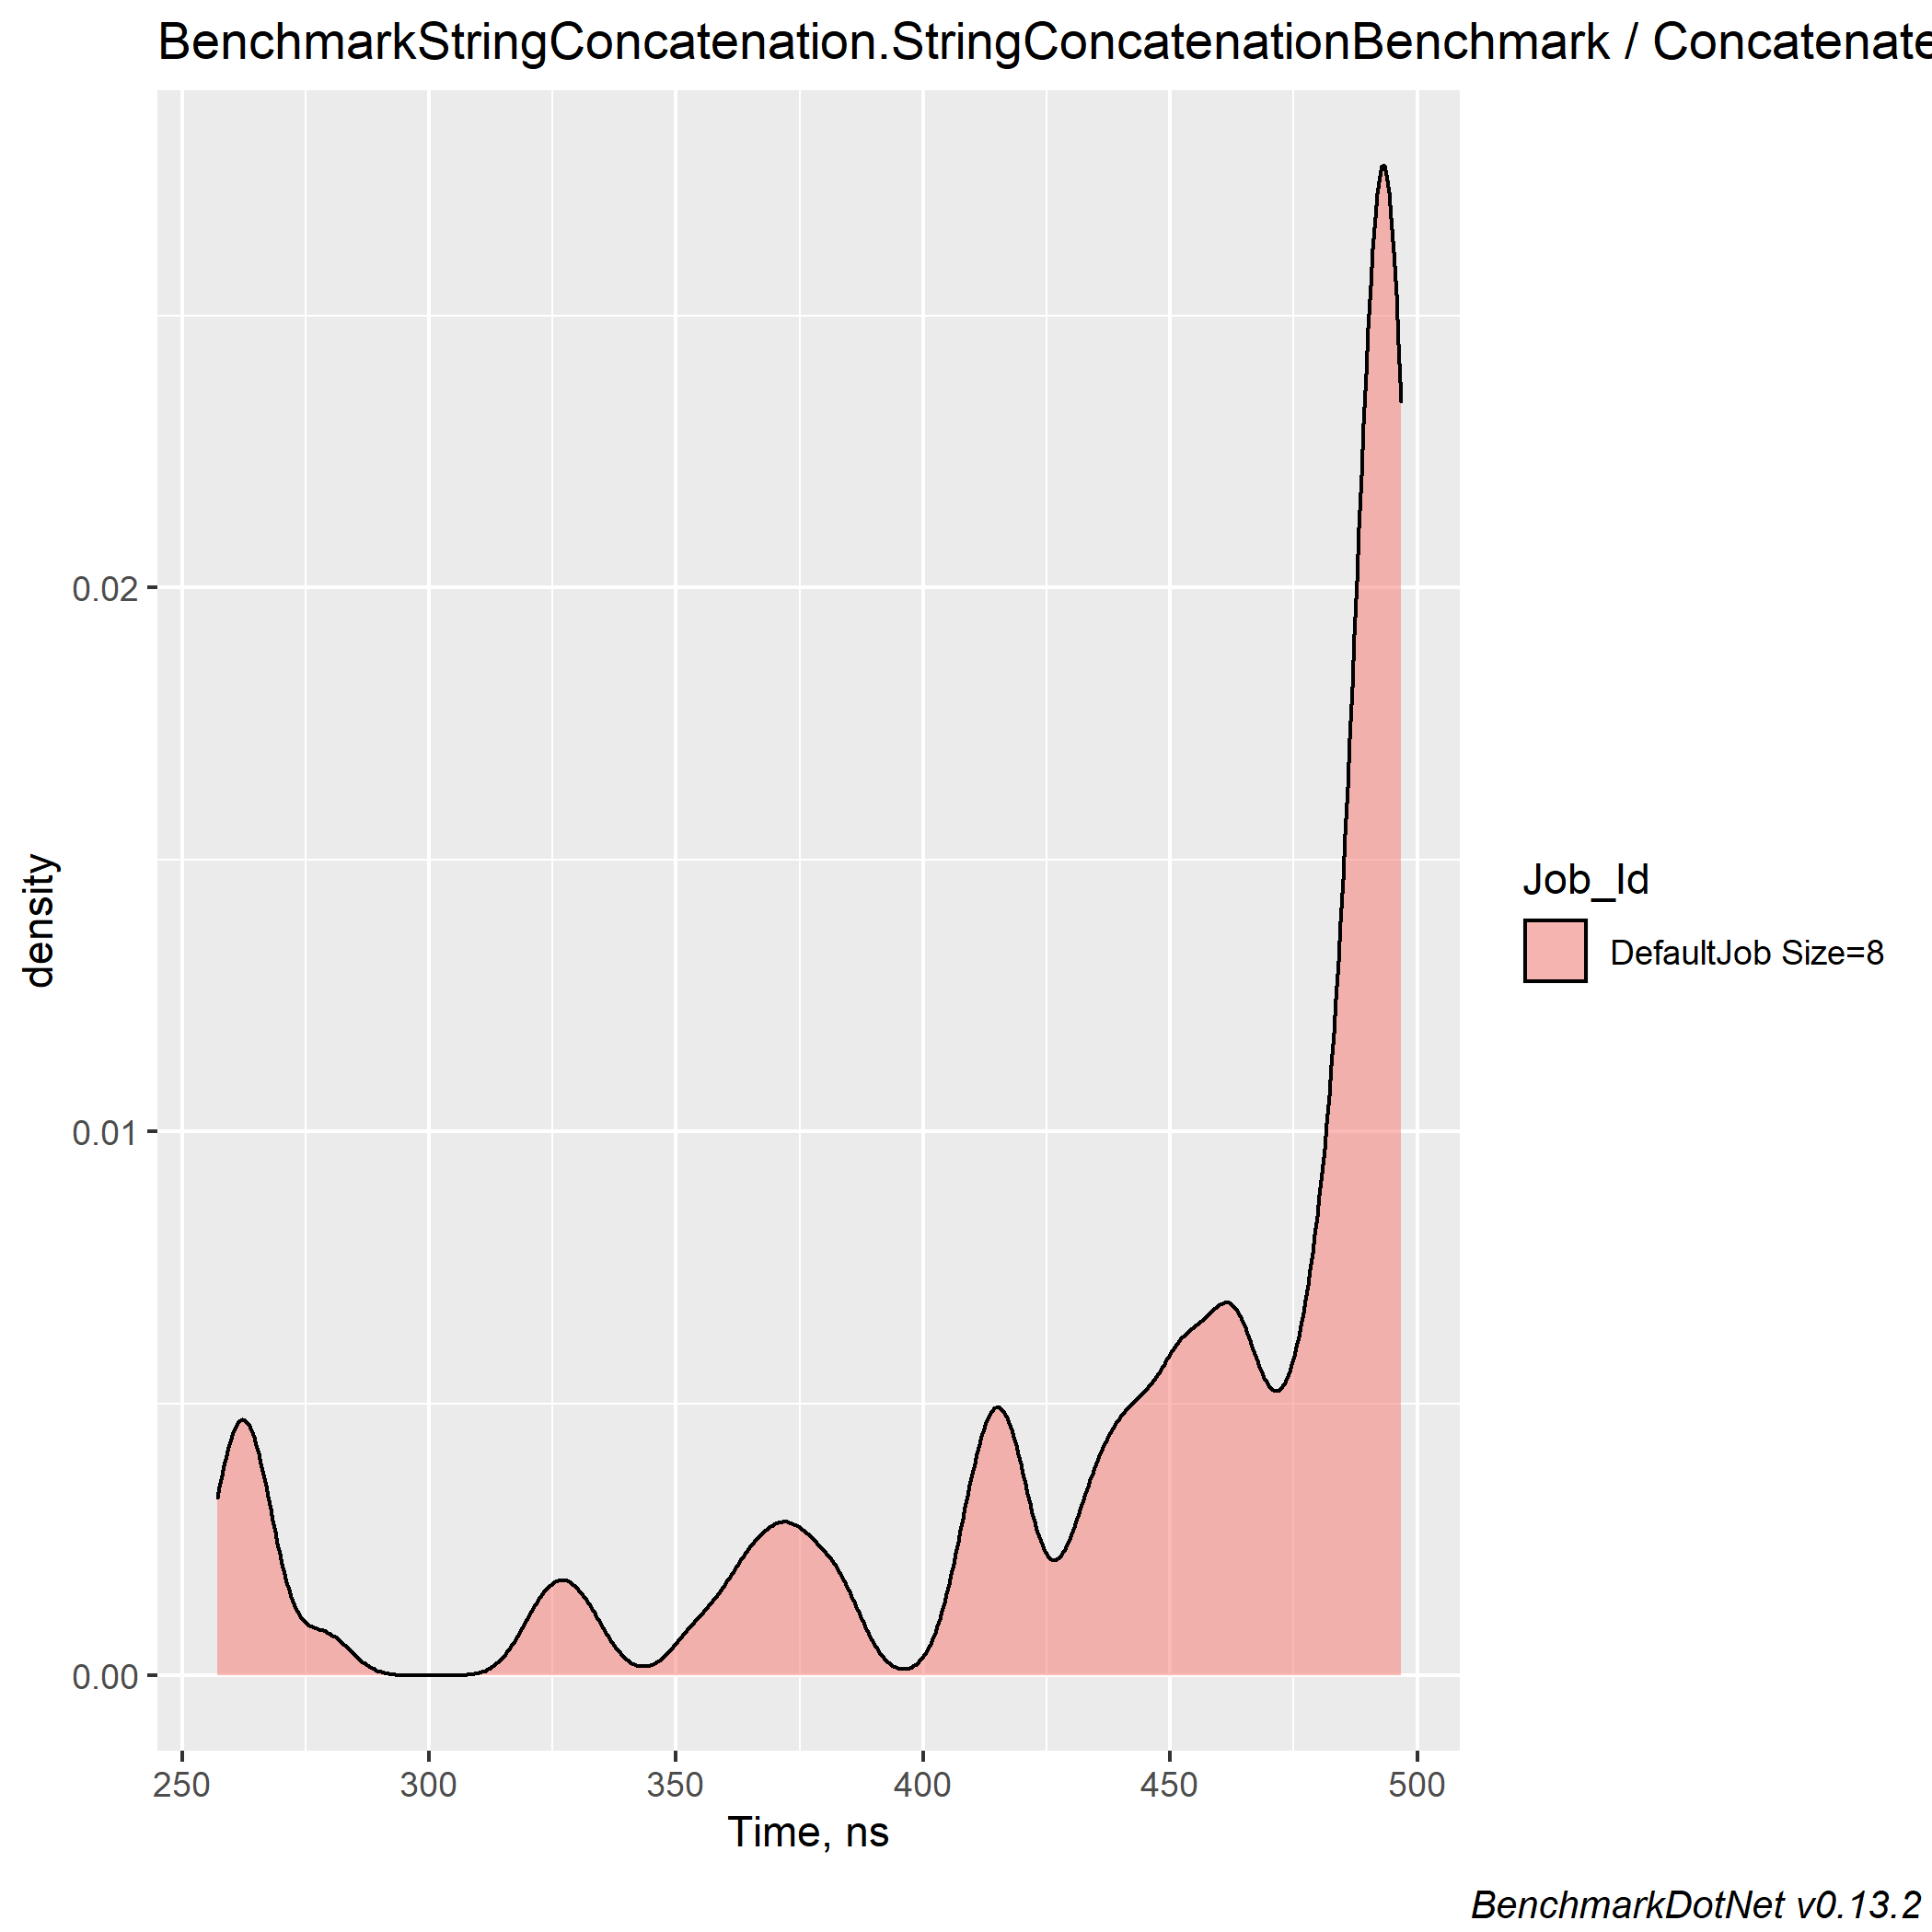 BenchmarkStringConcatenation.StringConcatenationBenchmark / Concatenate
0.02
0.01
0.00
density
250 300 350 400 450 500
Time, ns
Job_Id
DefaultJob Size=8
BenchmarkDotNet v0.13.2